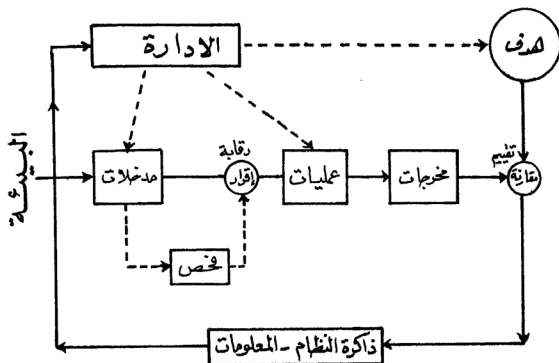 الادارة
هدف
البيئة
مدخلات
رقابة
إقرار
عمليات
مخرجات
تقييم
مقارنة
فحص
ذاكرة النظام - المعلومات